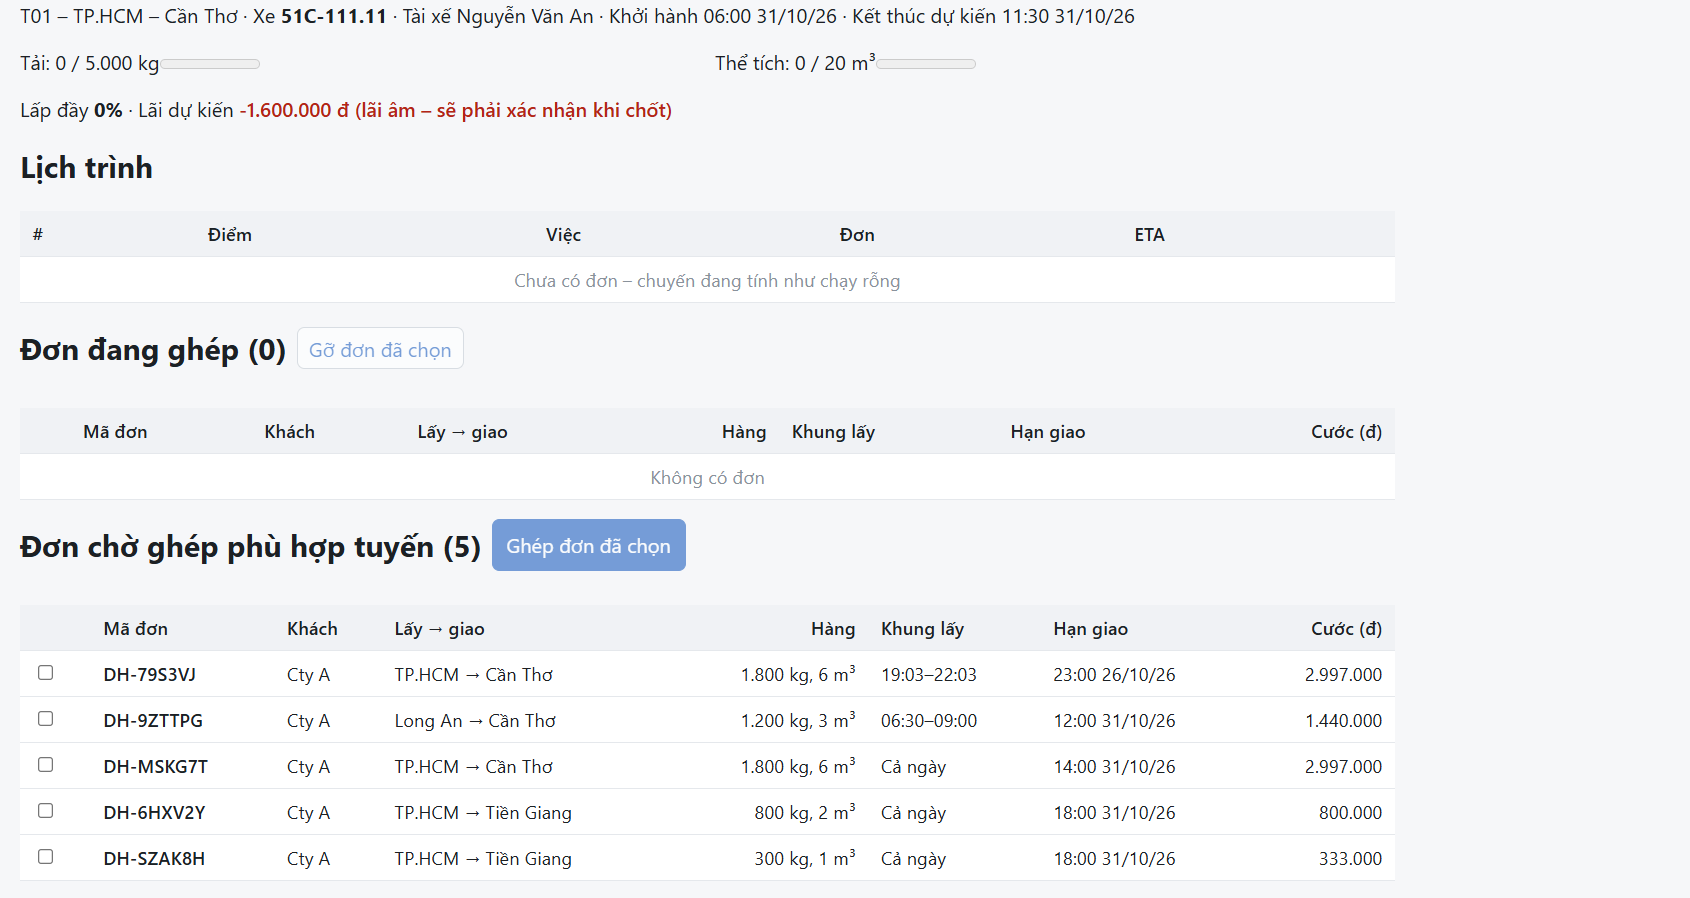 T01 – TP.HCM – Cần Thơ · Xe 51C-111.11 · Tài xế Nguyễn Văn An · Khởi hành 06:00 31/10/26 · Kết thúc dự kiến 11:30 31/10/26
Tải: 0 / 5.000 kg Thể tích: 0 / 20 m³
Lấp đầy 0% · Lãi dự kiến -1.600.000 đ (lãi âm – sẽ phải xác nhận khi chốt)
Lịch trình
# Điểm Việc Đơn ETA
Chưa có đơn – chuyến đang tính như chạy rỗng
Đơn đang ghép (0) Gỡ đơn đã chọn
Mã đơn Khách Lấy → giao Hàng Khung lấy Hạn giao Cước (đ)
Không có đơn
Đơn chờ ghép phù hợp tuyến (5) Ghép đơn đã chọn
Mã đơn Khách Lấy → giao Hàng Khung lấy Hạn giao Cước (đ)
DH-79S3VJ Cty A TP.HCM → Cần Thơ 1.800 kg, 6 m³ 19:03–22:03 23:00 26/10/26 2.997.000
DH-9ZTTPG Cty A Long An → Cần Thơ 1.200 kg, 3 m³ 06:30–09:00 12:00 31/10/26 1.440.000
DH-MSKG7T Cty A TP.HCM → Cần Thơ 1.800 kg, 6 m³ Cả ngày 14:00 31/10/26 2.997.000
DH-6HXV2Y Cty A TP.HCM → Tiền Giang 800 kg, 2 m³ Cả ngày 18:00 31/10/26 800.000
DH-SZAK8H Cty A TP.HCM → Tiền Giang 300 kg, 1 m³ Cả ngày 18:00 31/10/26 333.000